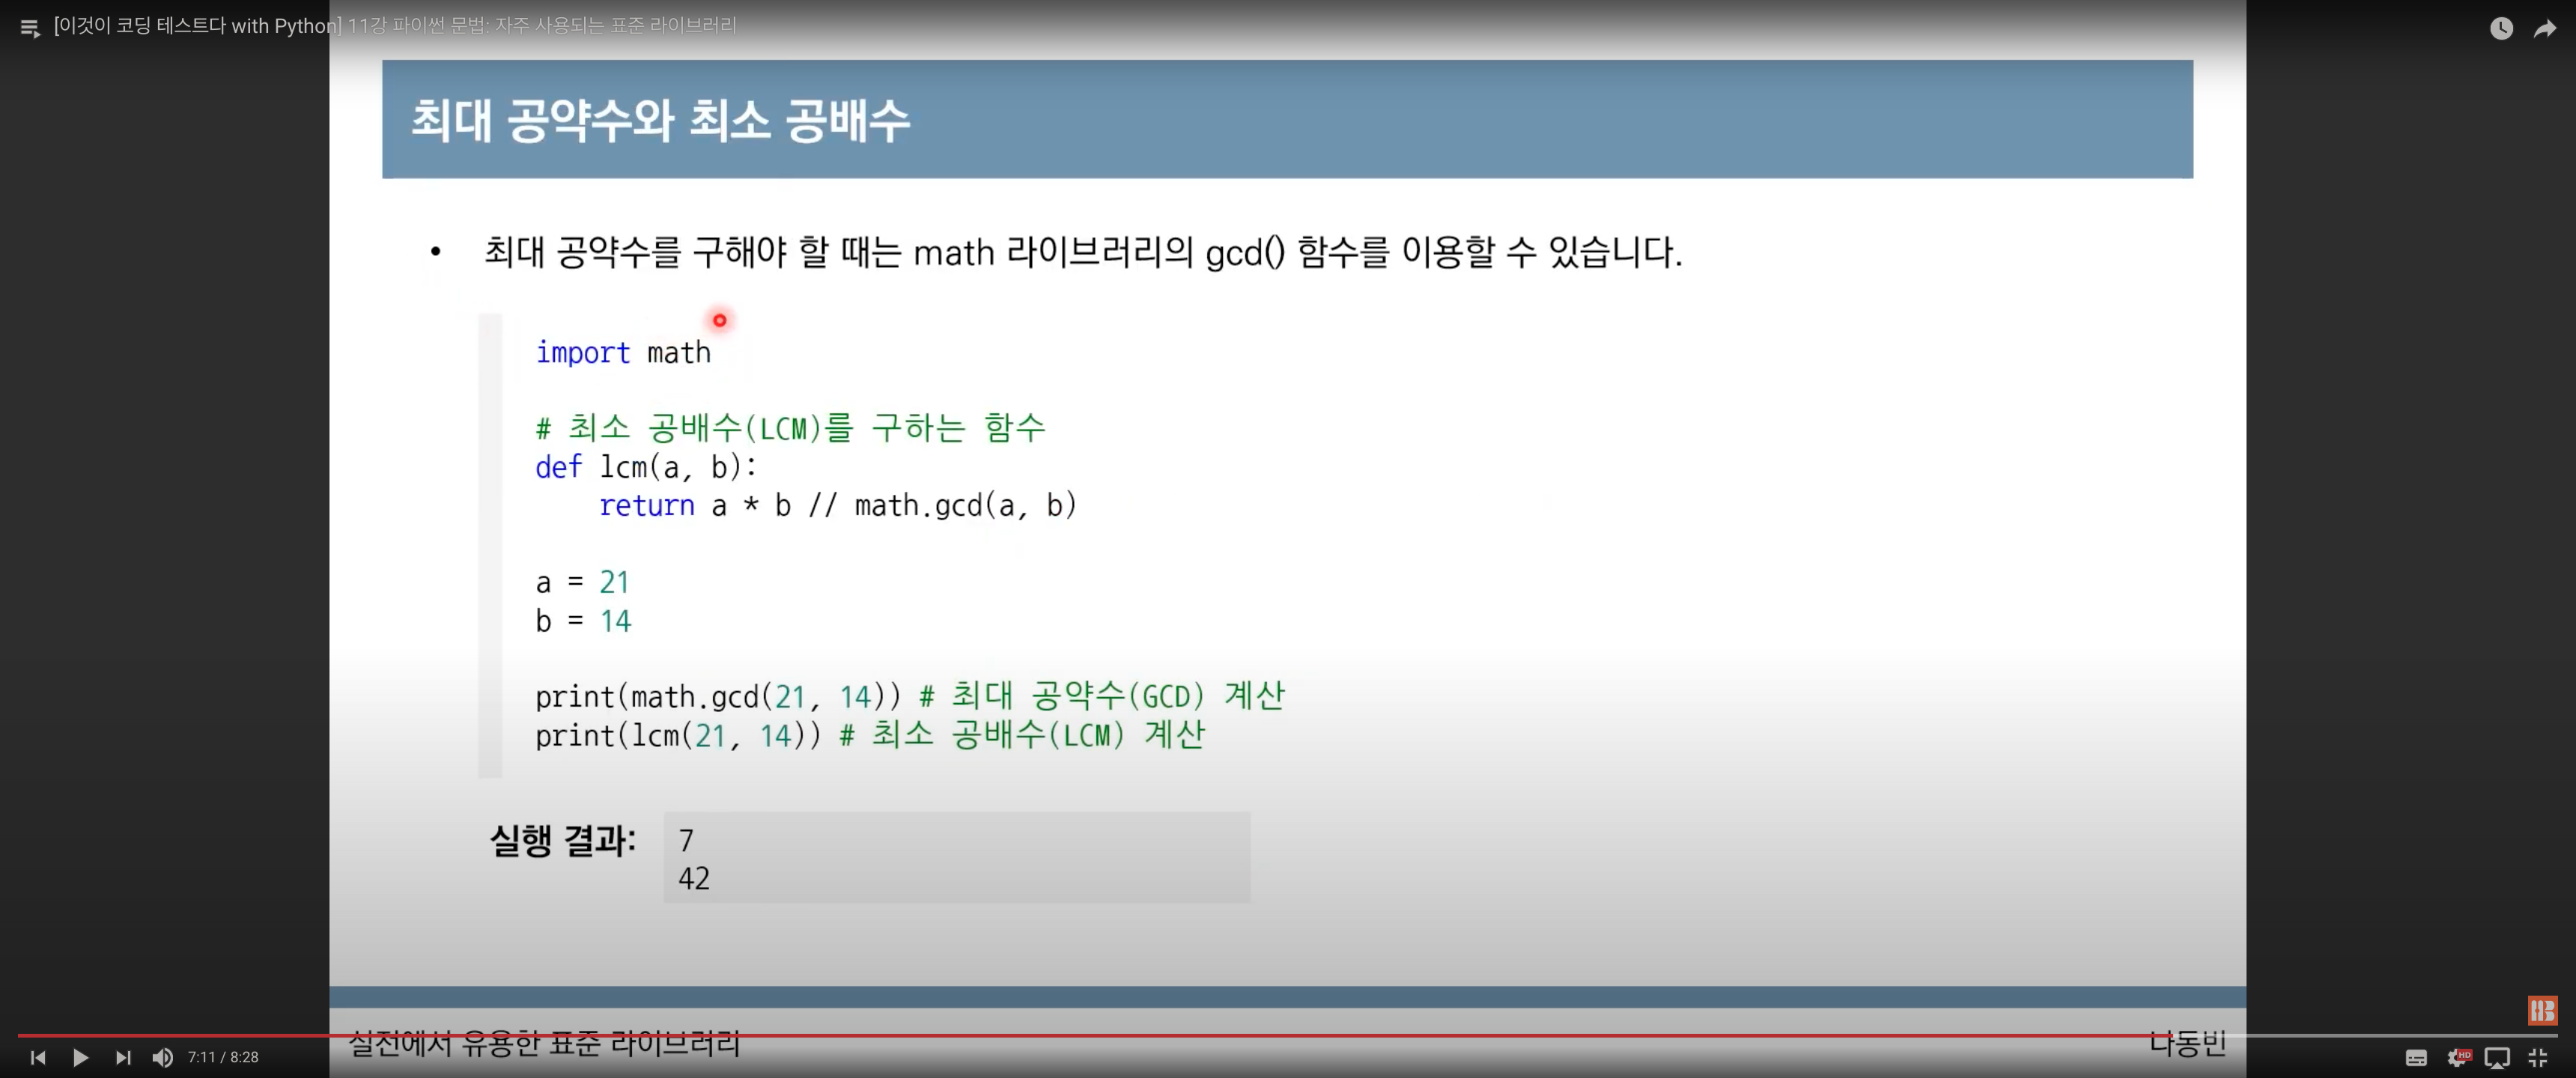 [이것이 코딩 테스트다 with Python] 11강 파이썬 문법: 자주 사용되는 표준 라이브러리
최대 공약수와 최소 공배수
• 최대 공약수를 구해야 할 때는 math 라이브러리의 gcd() 함수를 이용할 수 있습니다.
import math
# 최소 공배수(LCM)를 구하는 함수
def lcm(a, b):
    return a * b // math.gcd(a, b)
a = 21
b = 14
print(math.gcd(21, 14)) # 최대 공약수(GCD) 계산
print(lcm(21, 14)) # 최소 공배수(LCM) 계산
실행 결과:
7
42
실전에서 유용한 표준 라이브러리
나동빈
7:11 / 8:28
HD